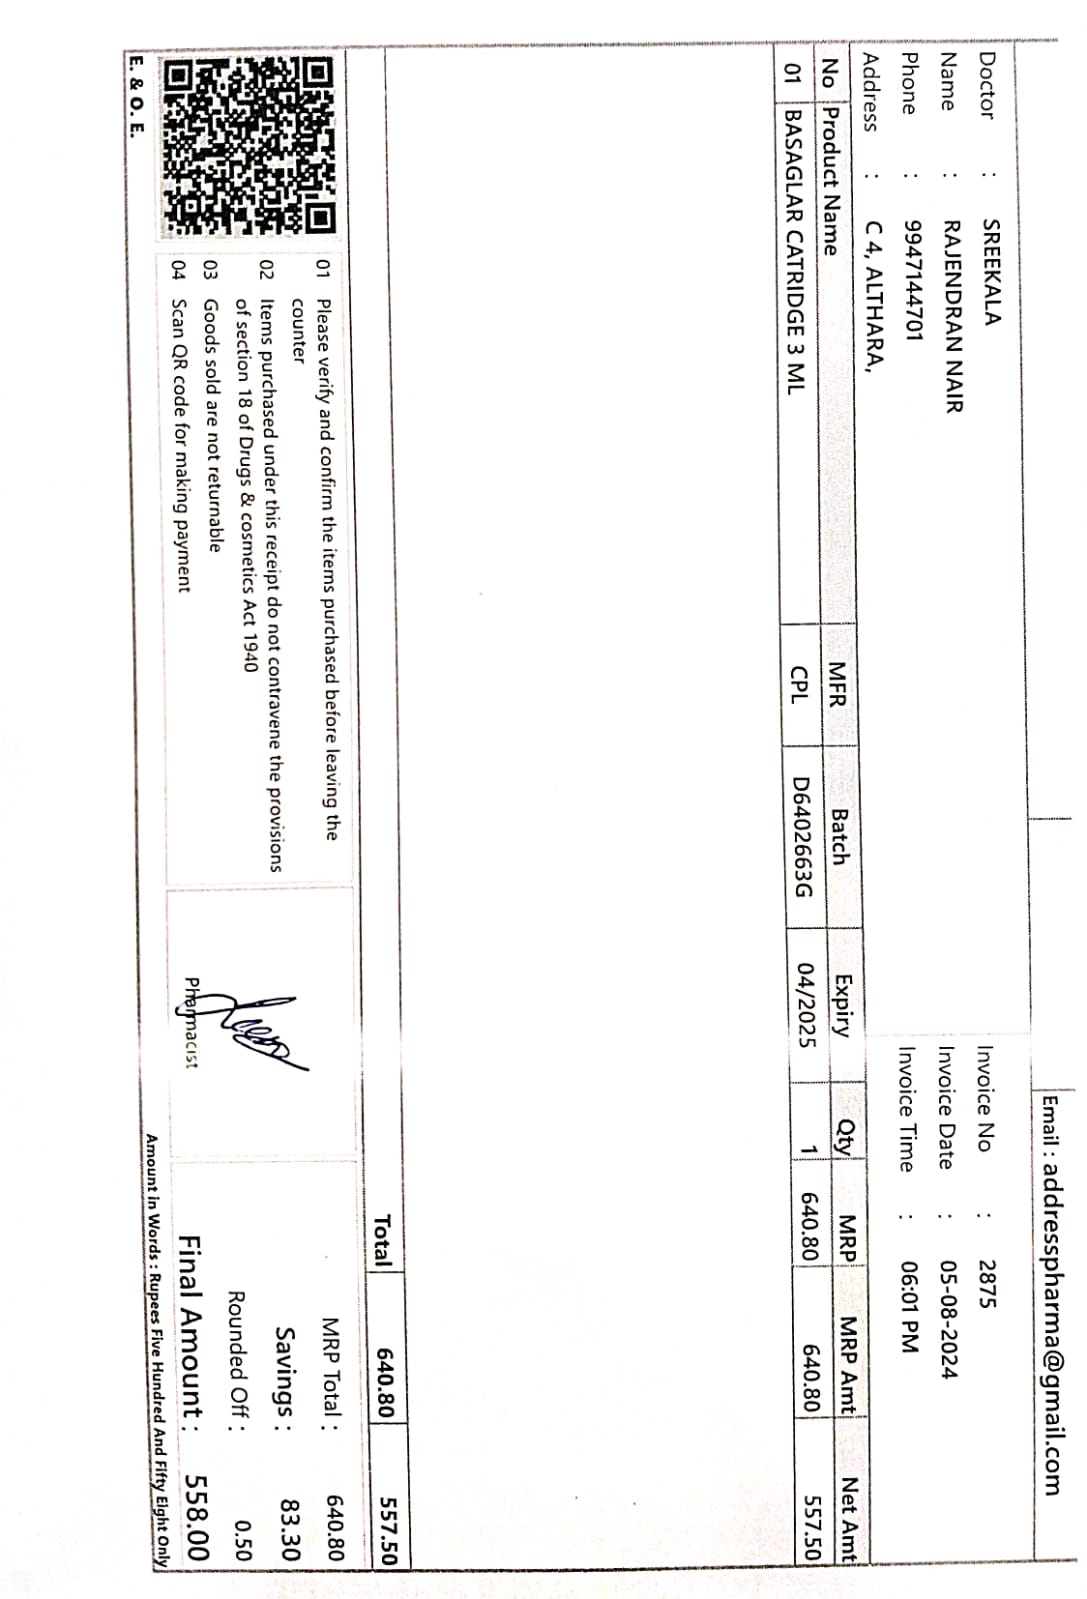 Email : addresspharma@gmail.com
Doctor : SREEKALA
Name : RAJENDRAN NAIR
Phone : 9947144701
Address : C 4, ALTHARA,
Invoice No : 2875
Invoice Date : 05-08-2024
Invoice Time : 06:01 PM
No Product Name MFR Batch Expiry Qty MRP MRP Amt Net Amt
01 BASAGLAR CATRIDGE 3 ML CPL D6402663G 04/2025 1 640.80 640.80 557.50
Total 640.80 557.50
01 Please verify and confirm the items purchased before leaving the
counter
02 Items purchased under this receipt do not contravene the provisions
of section 18 of Drugs & cosmetics Act 1940
03 Goods sold are not returnable
04 Scan QR code for making payment
E. & O. E.
Pharmacist
MRP Total : 640.80
Savings : 83.30
Rounded Off : 0.50
Final Amount : 558.00
Amount in Words : Rupees Five Hundred And Fifty Eight Only